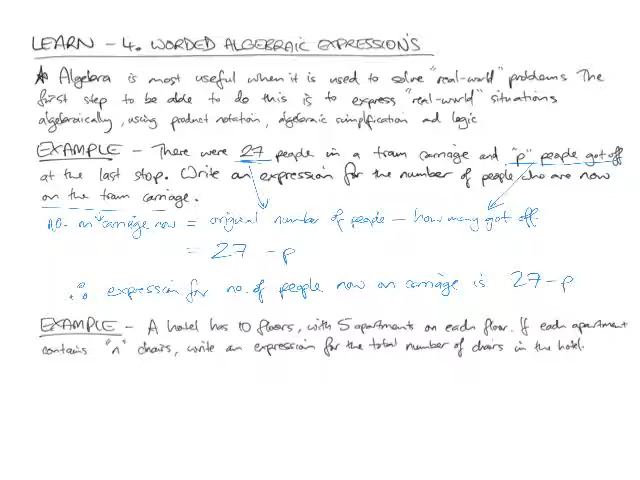 LEARN - 4. WORDED ALGEBRAIC EXPRESSIONS
* Algebra is most useful when it is used to solve "real-world" problems. The
first step to be able to do this is to express "real-world" situations
algebraically, using product notation, algebraic simplification and logic
EXAMPLE - There were 27 people in a tram carriage and "p" people got off
at the last stop. Write an expression for the number of people who are now
on the tram carriage.
no. in carriage now = original number of people - how many got off
= 27 - p
∴ expression for no. of people now on carriage is 27 - p
EXAMPLE - A hotel has 10 floors, with 5 apartments on each floor. If each apartment
contains "n" chairs, write an expression for the total number of chairs in the hotel.